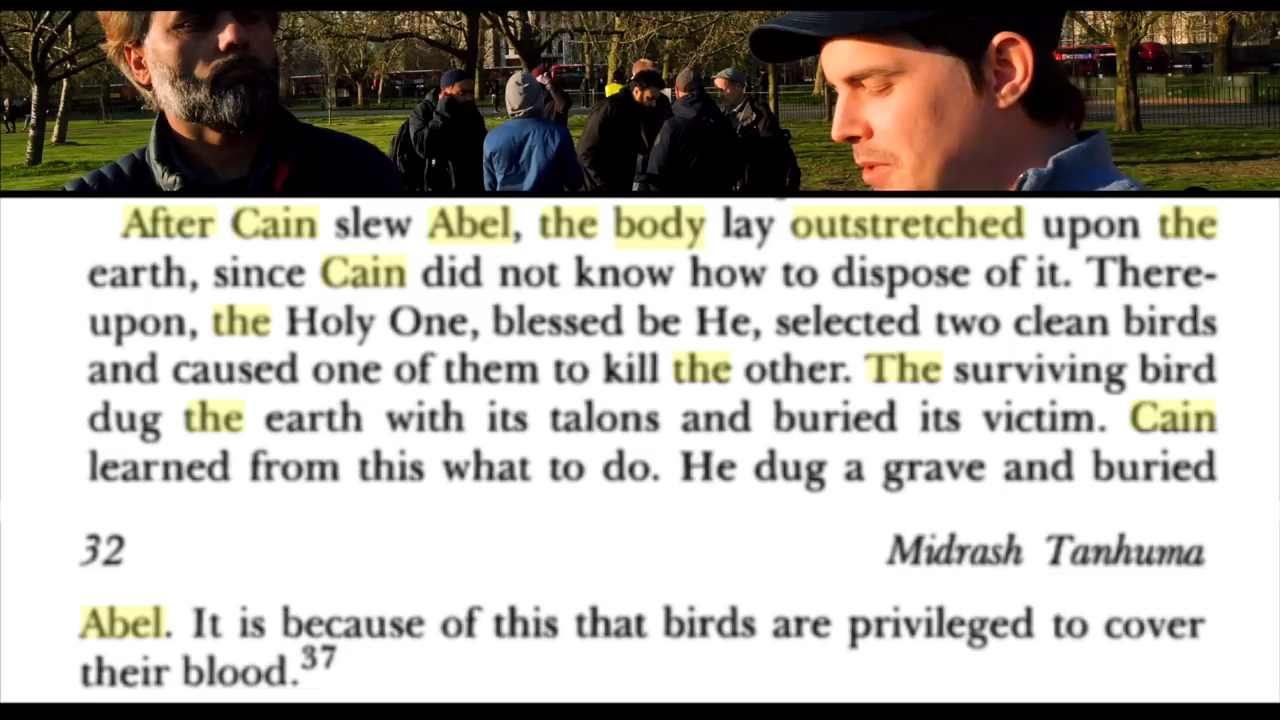 After Cain slew Abel, the body lay outstretched upon the
earth, since Cain did not know how to dispose of it. There-
upon, the Holy One, blessed be He, selected two clean birds
and caused one of them to kill the other. The surviving bird
dug the earth with its talons and buried its victim. Cain
learned from this what to do. He dug a grave and buried
32 Midrash Tanhuma
Abel. It is because of this that birds are privileged to cover
their blood.37